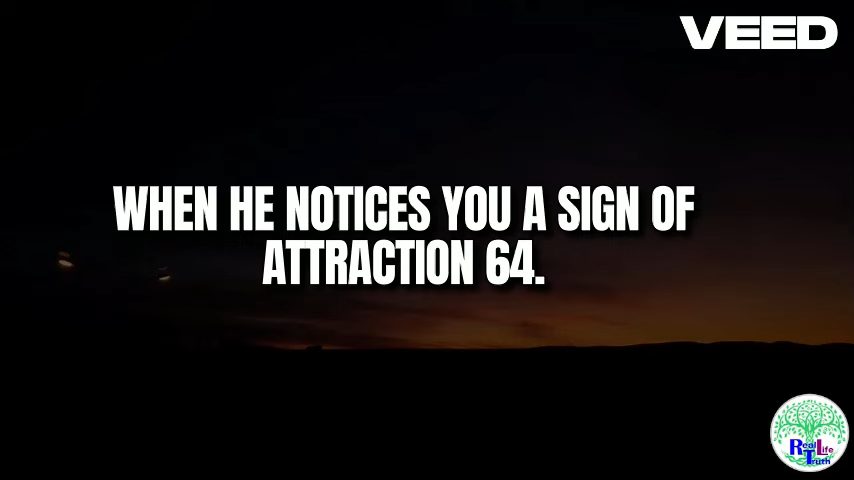 VEED
WHEN HE NOTICES YOU A SIGN OF
ATTRACTION 64.
Real Life
Truth